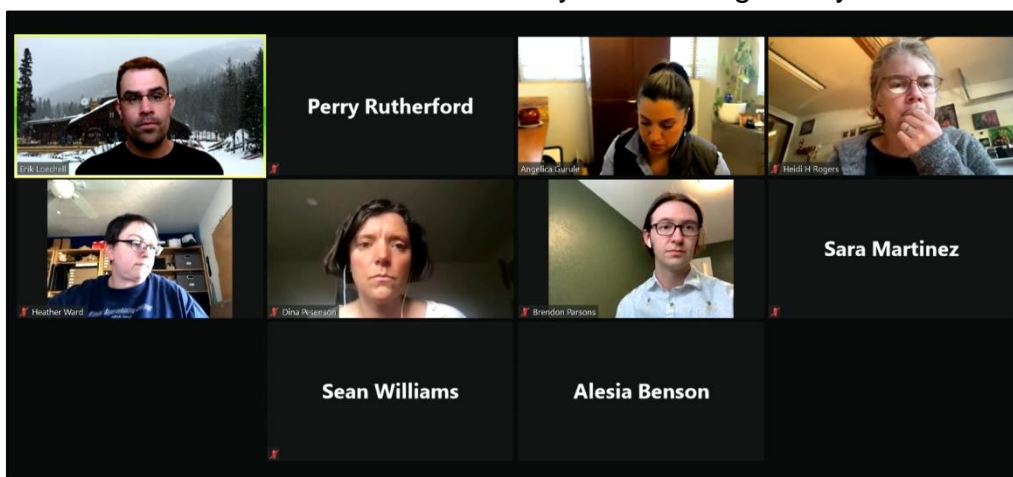 Perry Rutherford
Erik Loechell
Angelica Gurule
Heidi H Rogers
Heather Ward
Dina Pesenson
Brendon Parsons
Sara Martinez
Sean Williams
Alesia Benson